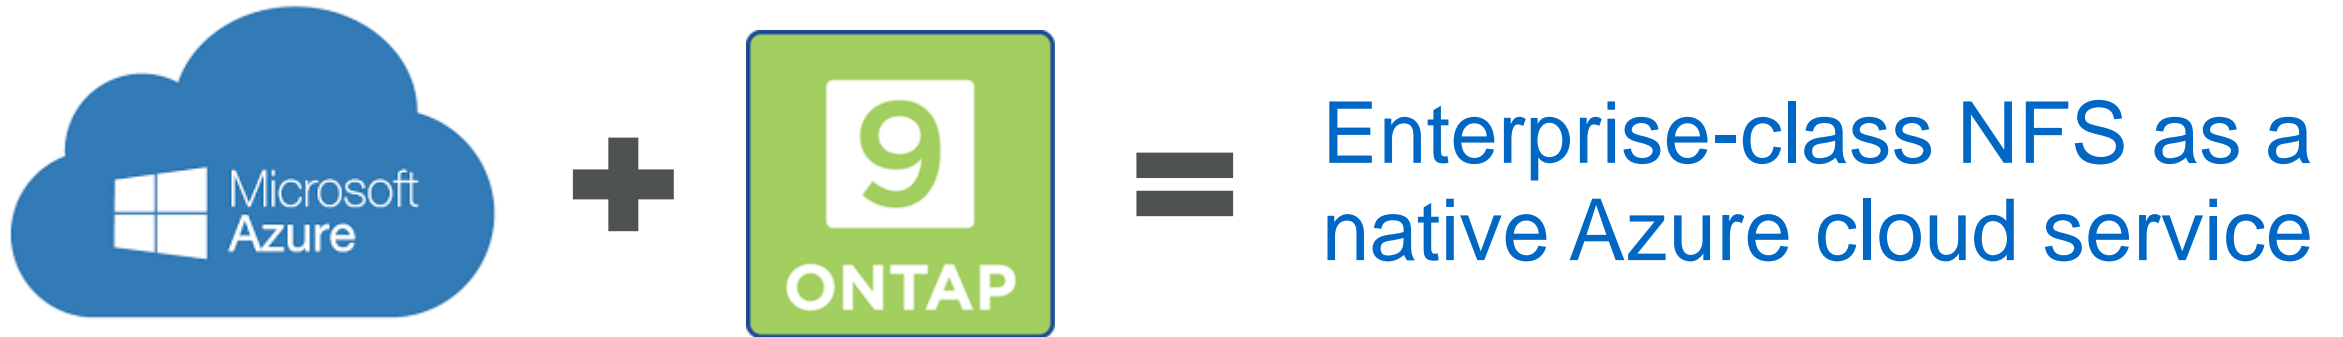 Microsoft
Azure
+
9
ONTAP
=
Enterprise-class NFS as a
native Azure cloud service